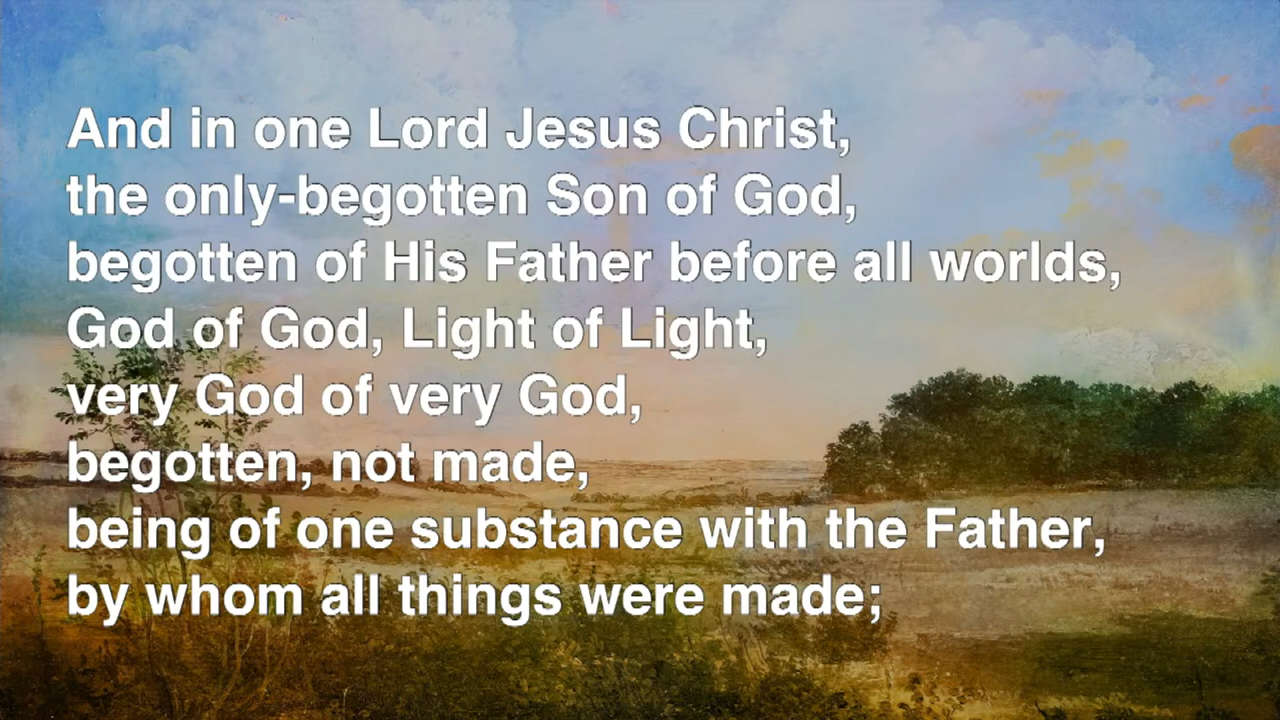 And in one Lord Jesus Christ,
the only-begotten Son of God,
begotten of His Father before all worlds,
God of God, Light of Light,
very God of very God,
begotten, not made,
being of one substance with the Father,
by whom all things were made;